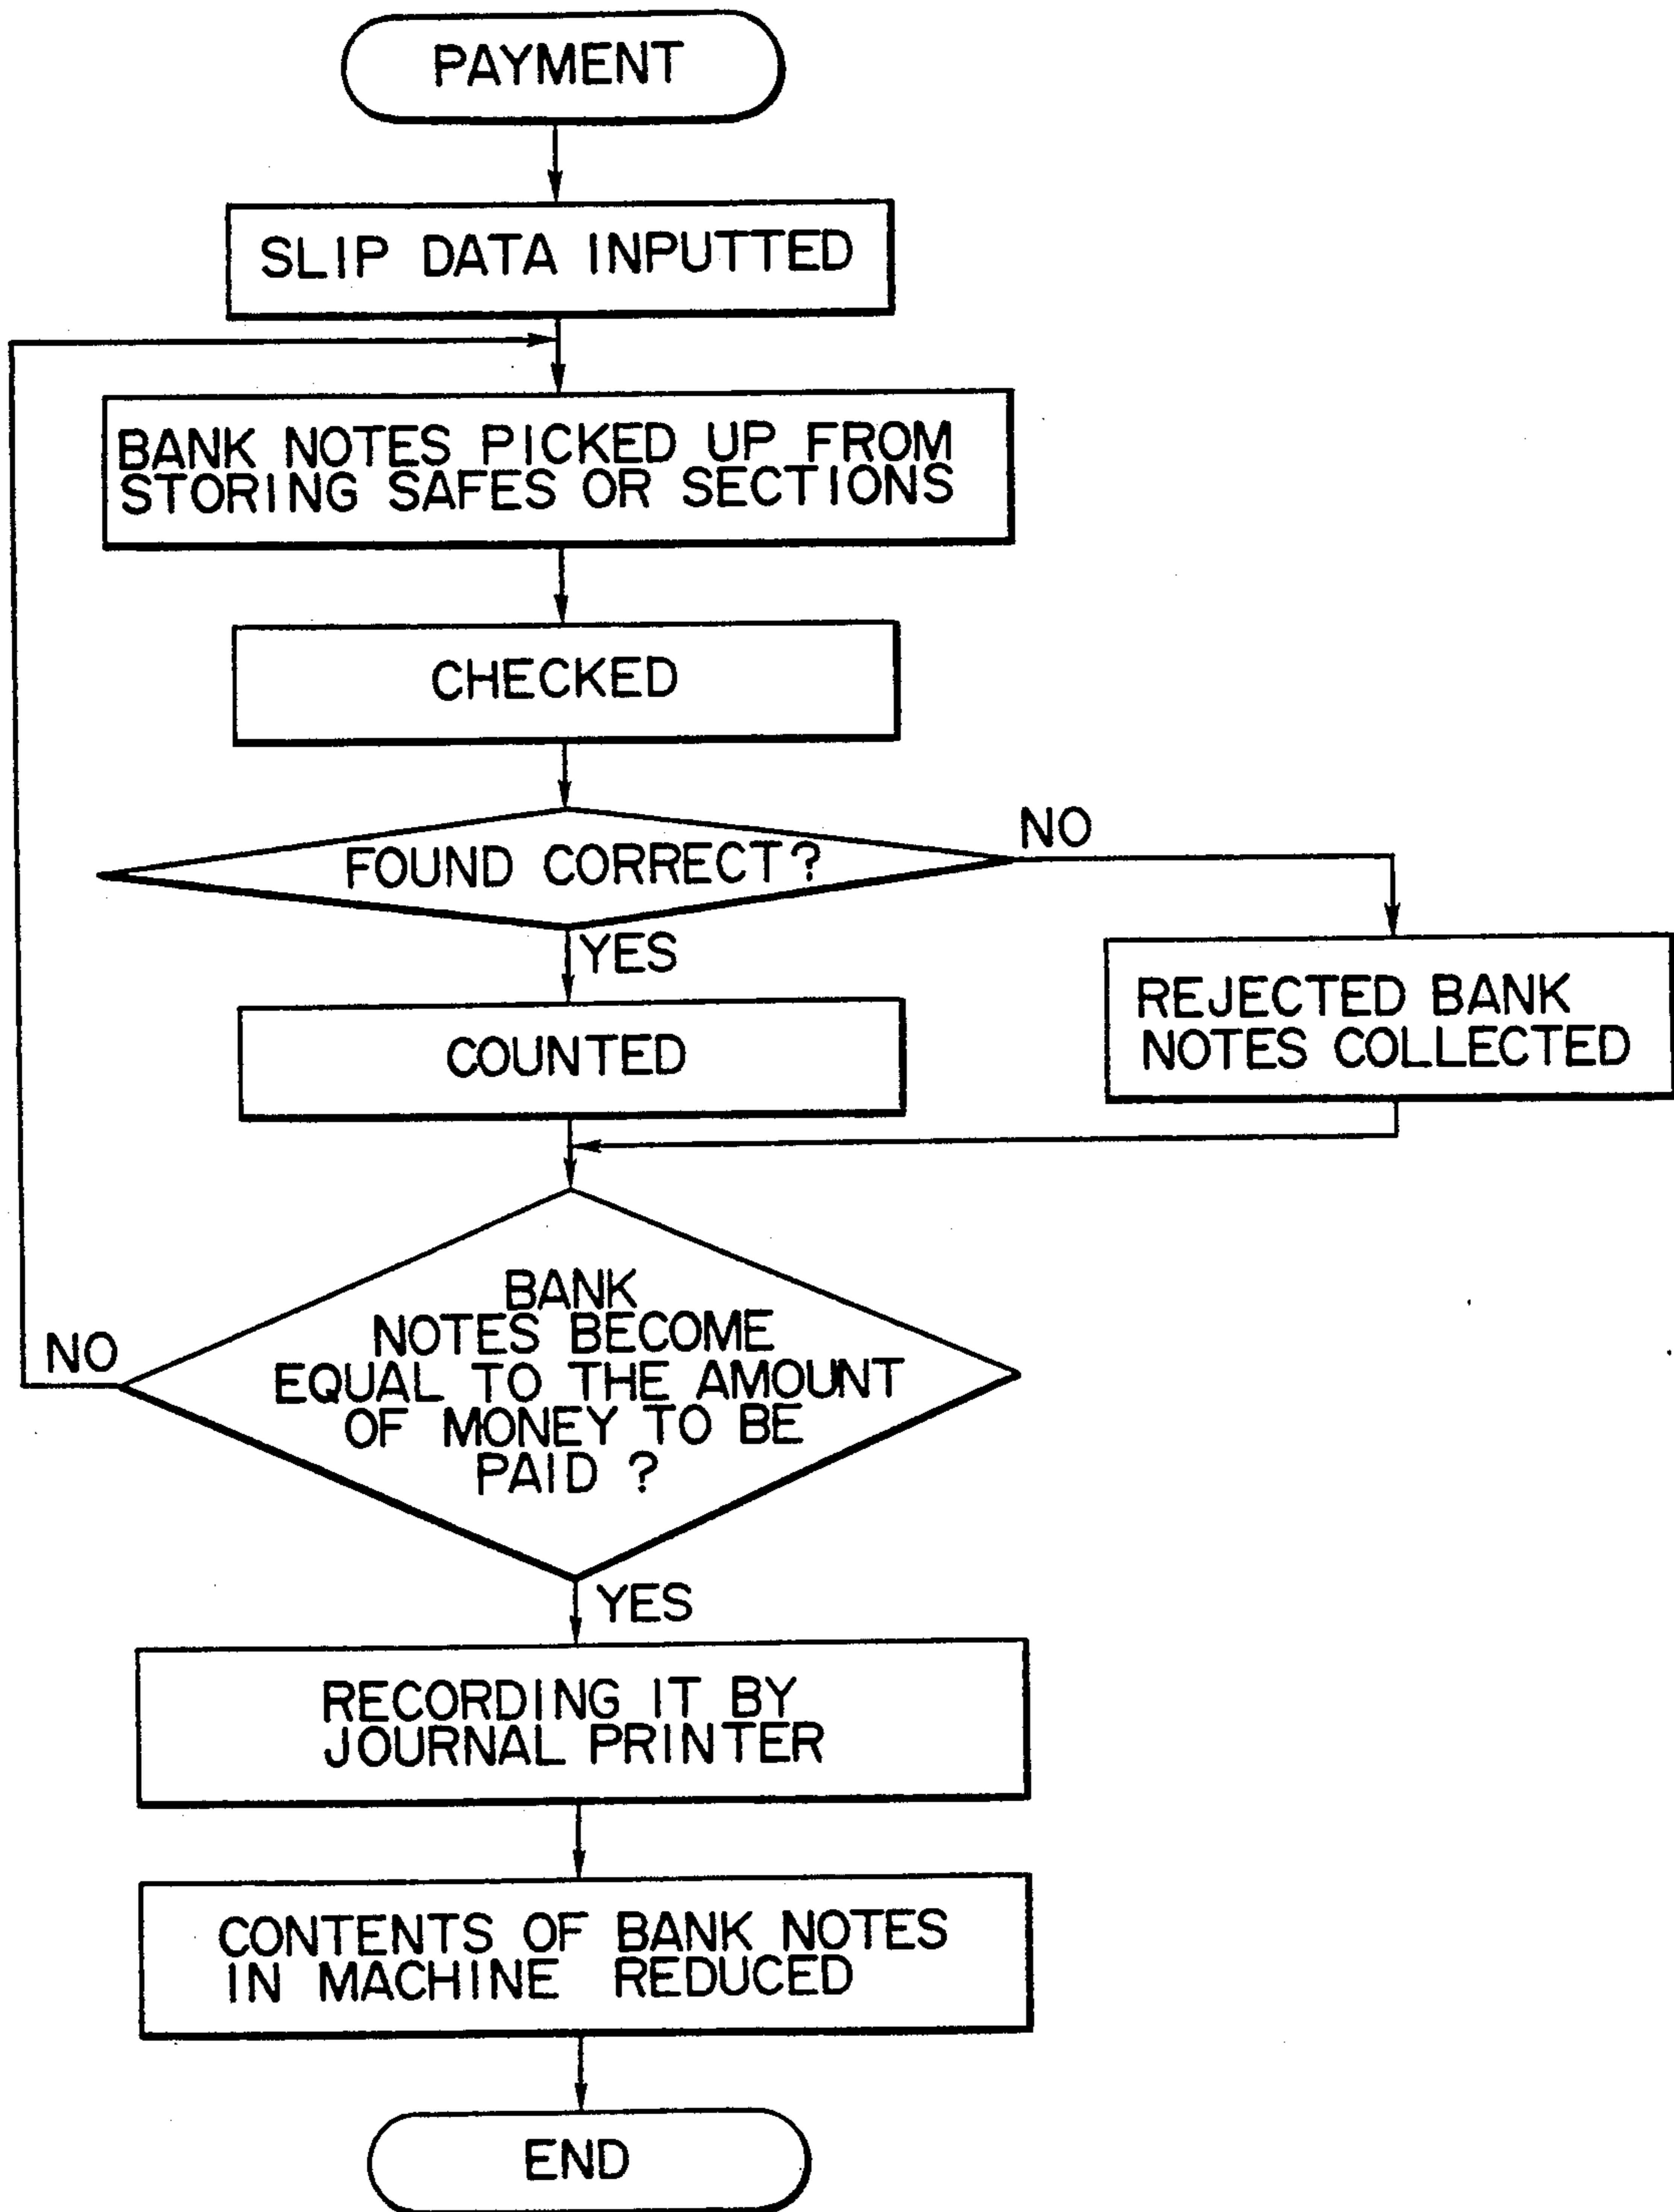 PAYMENT
SLIP DATA INPUTTED
BANK NOTES PICKED UP FROM
STORING SAFES OR SECTIONS
CHECKED
FOUND CORRECT?
NO
YES
COUNTED
REJECTED BANK
NOTES COLLECTED
BANK
NOTES BECOME
EQUAL TO THE AMOUNT
OF MONEY TO BE
PAID ?
NO
YES
RECORDING IT BY
JOURNAL PRINTER
CONTENTS OF BANK NOTES
IN MACHINE REDUCED
END